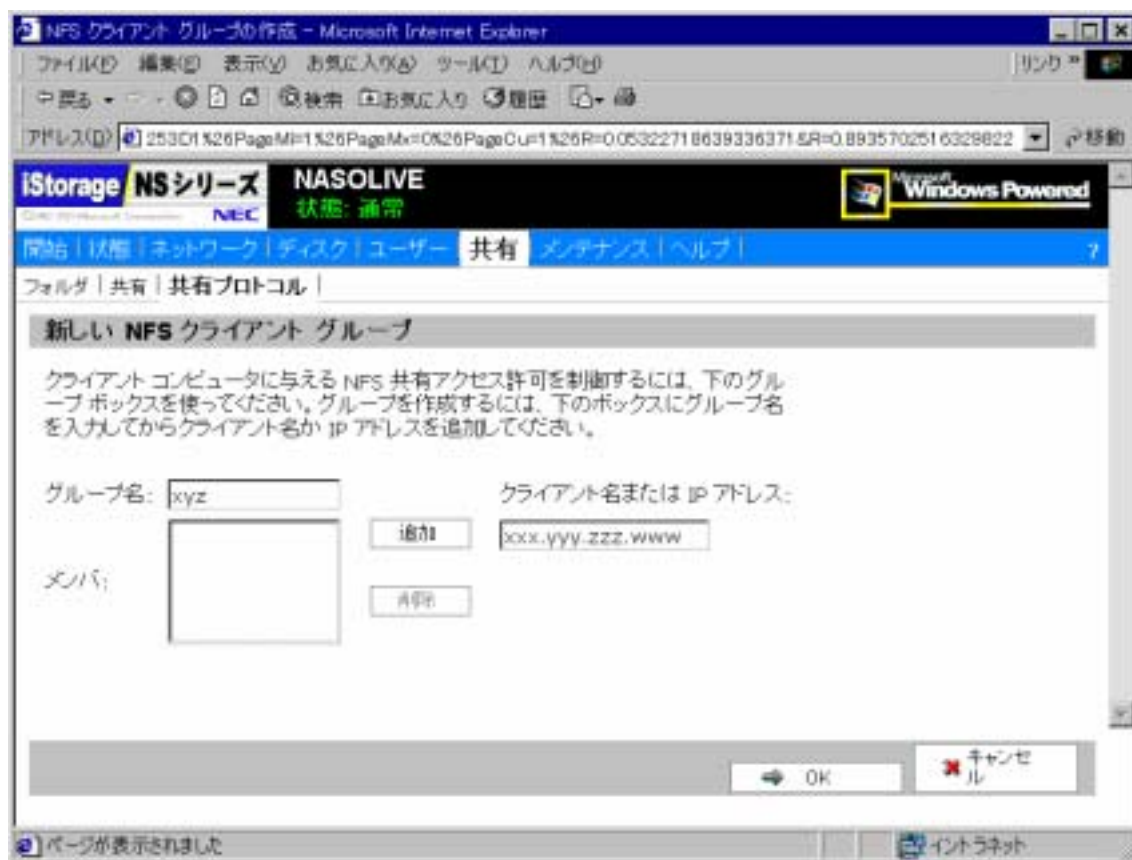 NFS クライアント グループの作成 - Microsoft Internet Explorer
ファイル(F) 編集(E) 表示(V) お気に入り(A) ツール(T) ヘルプ(H) リンク »
戻る 検索 お気に入り 履歴
アドレス(D) 253D1%26PageMi=1%26PageMx=0%26PageCu=1%26R=0.0532271863933637 1&R=0.8935702516329822 移動
iStorage NSシリーズ NASOLIVE Microsoft Windows Powered
NEC 状態: 通常
開始 | 状態 | ネットワーク | ディスク | ユーザー | 共有 | メンテナンス | ヘルプ | ?
フォルダ | 共有 | 共有プロトコル |
新しい NFS クライアント グループ
クライアント コンピュータに与える NFS 共有アクセス許可を制御するには、下のグル
ープ ボックスを使ってください。グループを作成するには、下のボックスにグループ名
を入力してからクライアント名か IP アドレスを追加してください。
グループ名: xyz クライアント名または IP アドレス:
追加 xxx.yyy.zzz.www
メンバ:
削除
OK キャンセ
ル
ページが表示されました イントラネット